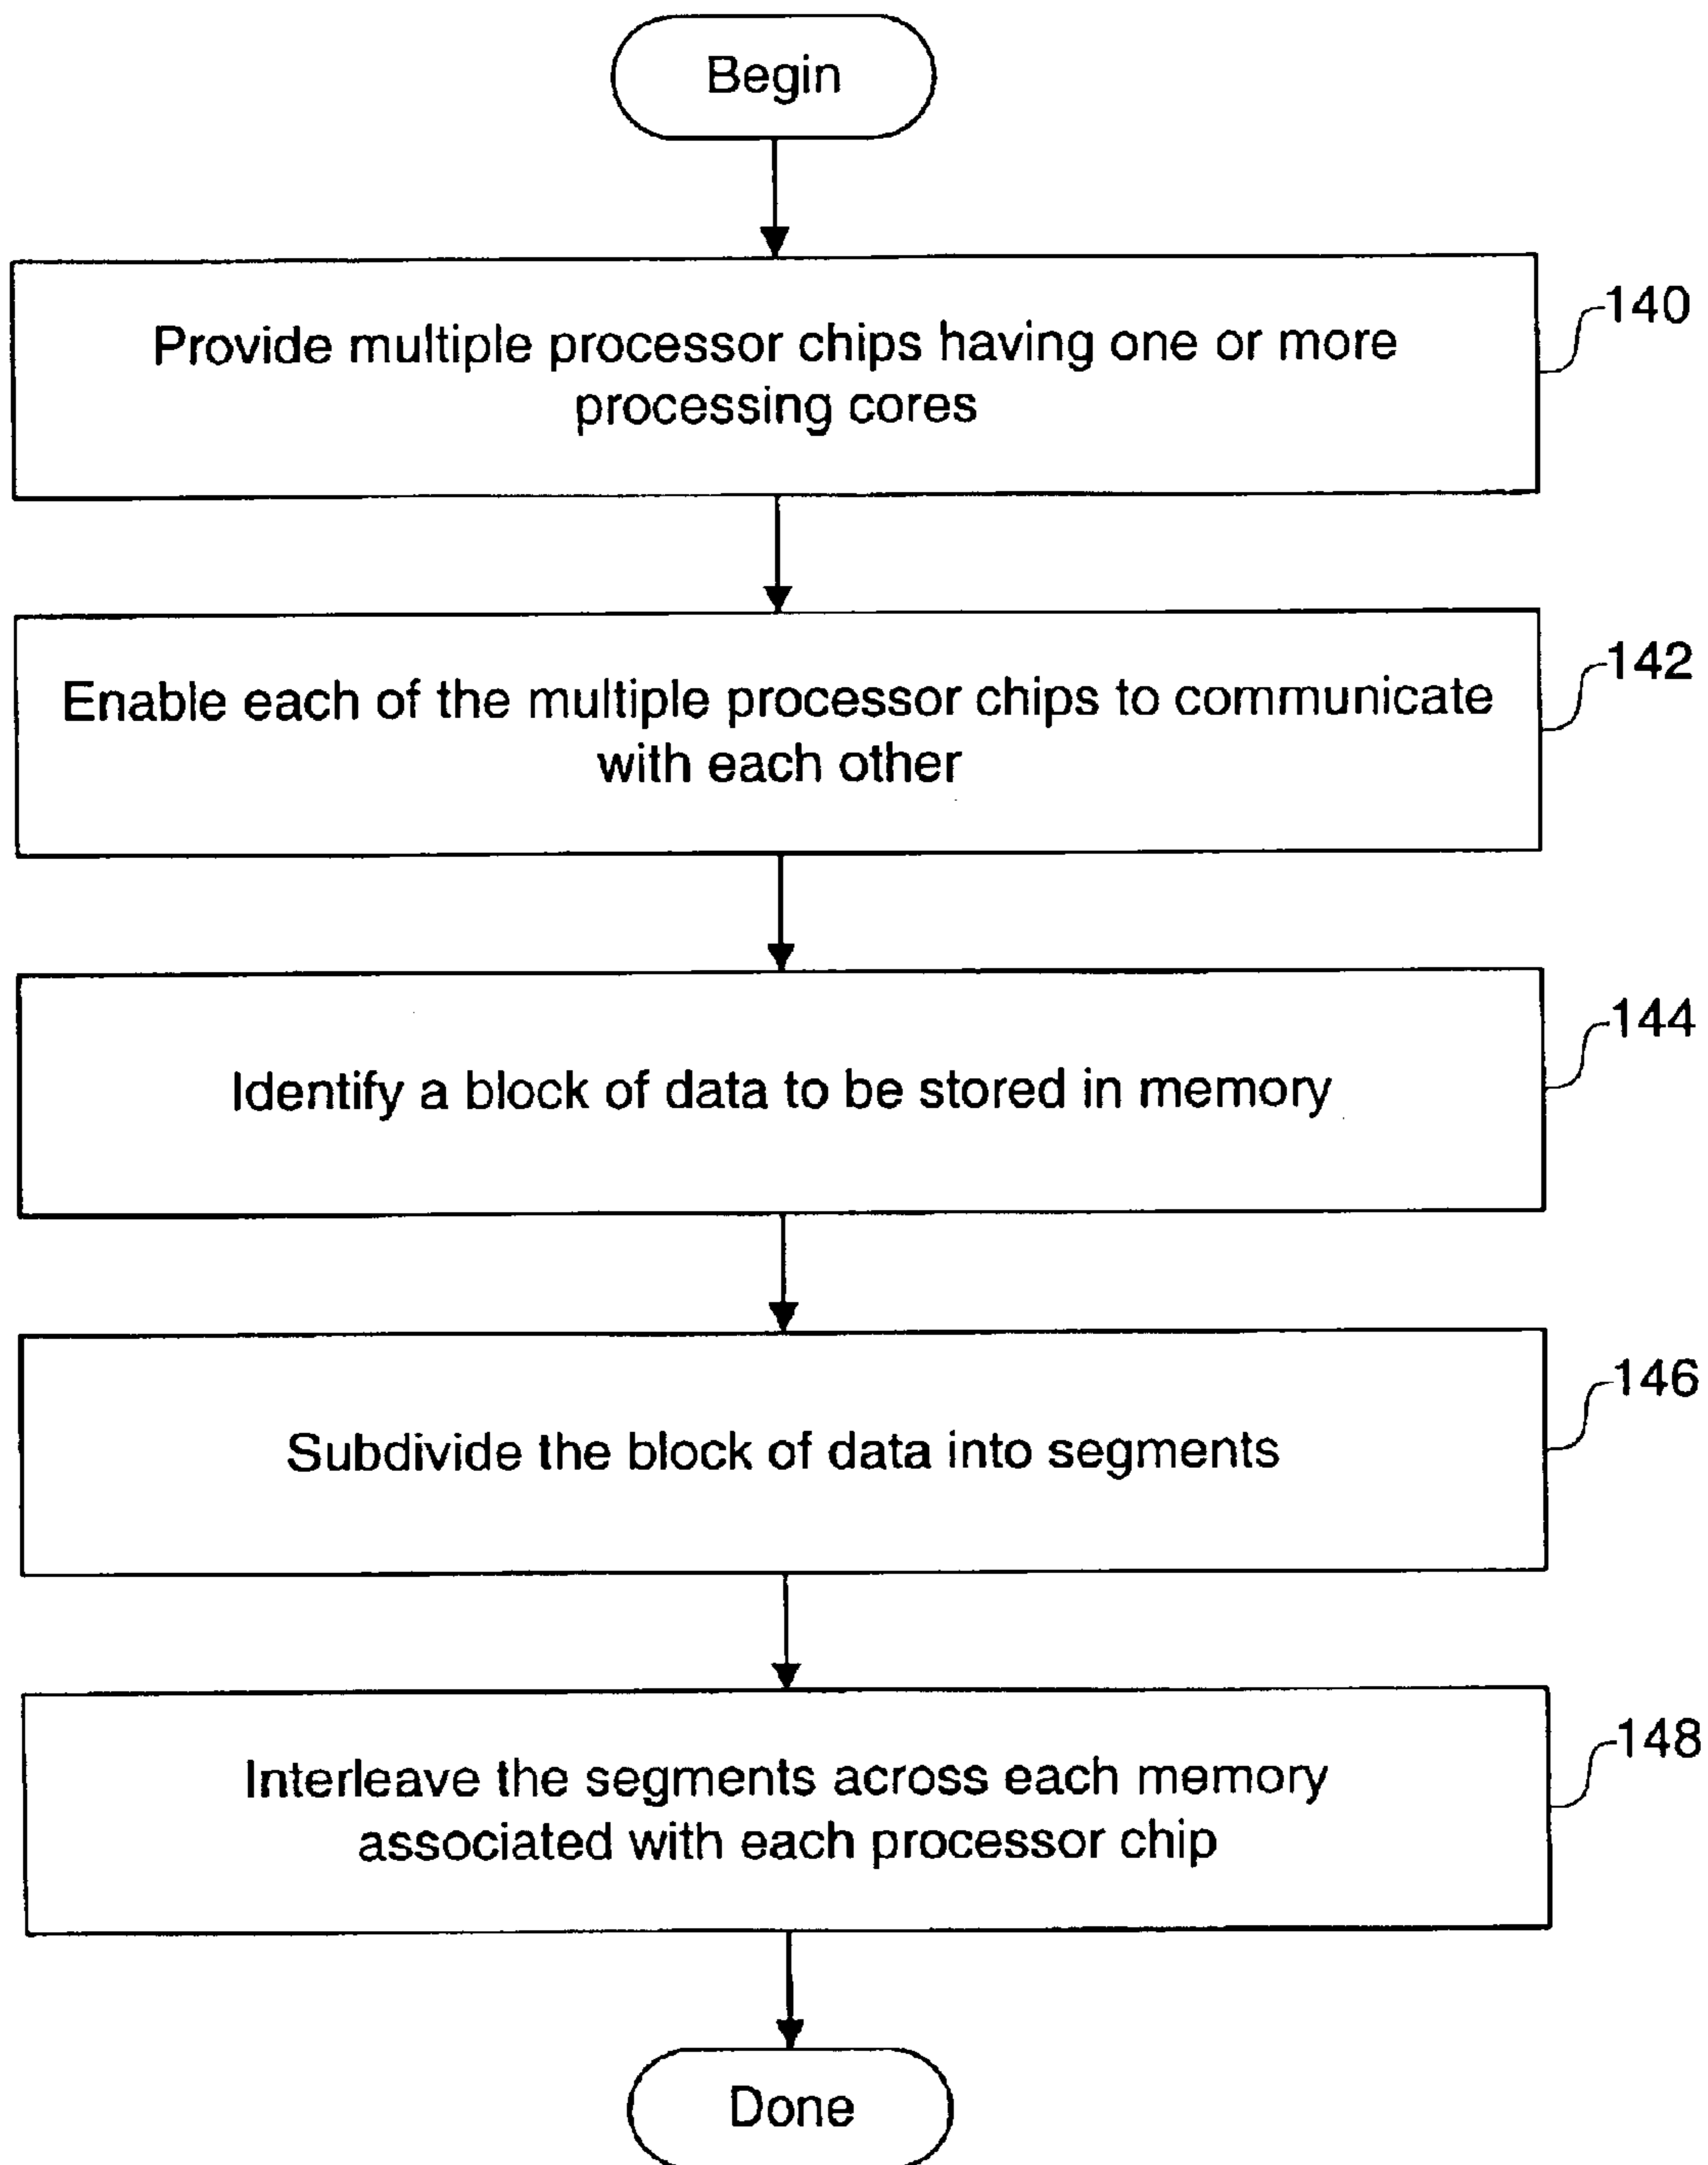 Begin
Provide multiple processor chips having one or more
processing cores
140
Enable each of the multiple processor chips to communicate
with each other
142
Identify a block of data to be stored in memory
144
Subdivide the block of data into segments
146
Interleave the segments across each memory
associated with each processor chip
148
Done